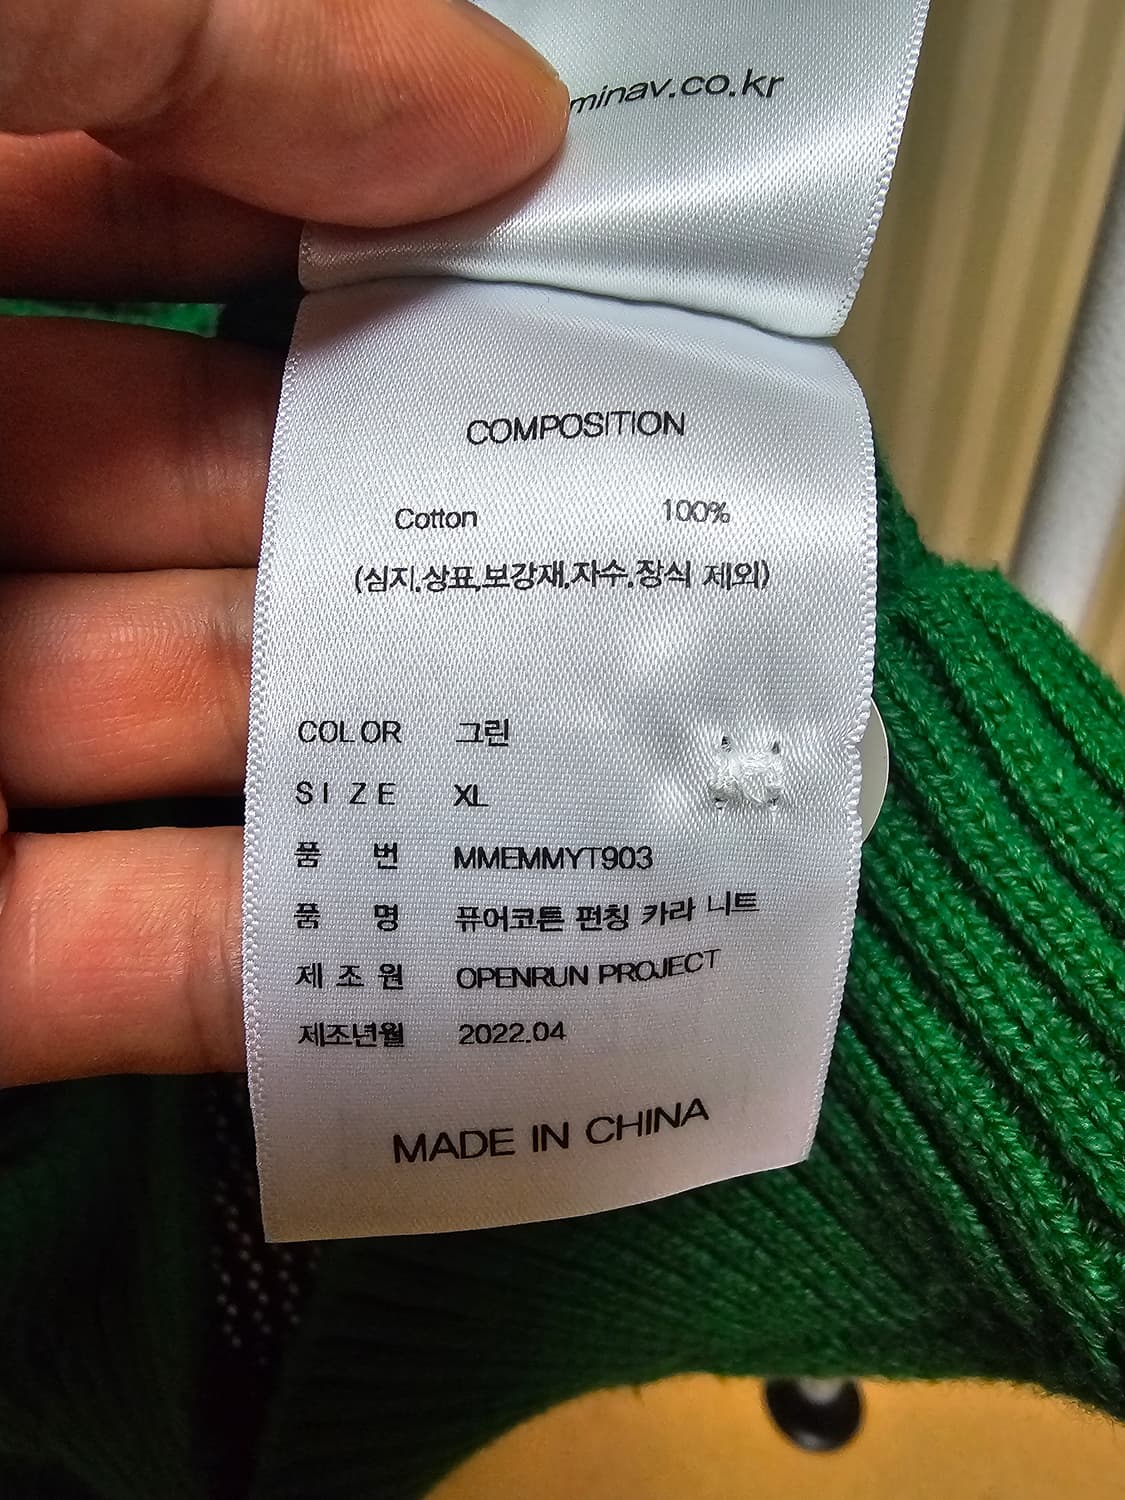 minav.co.kr
COMPOSITION
Cotton 100%
(심지,상표,보강재,자수,장식 제외)
COLOR 그린
SIZE XL
품 번 MMEMMYT903
품 명 퓨어코튼 펀칭 카라 니트
제 조 원 OPENRUN PROJECT
제조년월 2022.04
MADE IN CHINA